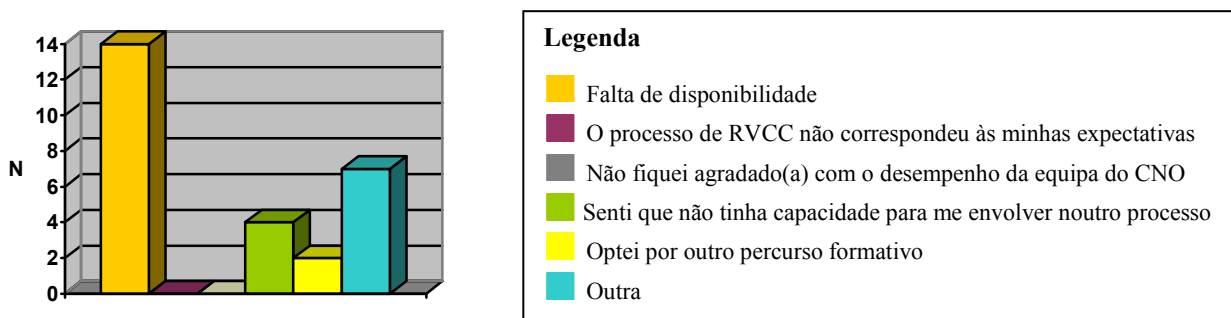 14
12
10
8
6
4
2
0
N
Legenda
Falta de disponibilidade
O processo de RVCC não correspondeu às minhas expectativas
Não fiquei agradado(a) com o desempenho da equipa do CNO
Senti que não tinha capacidade para me envolver noutro processo
Optei por outro percurso formativo
Outra